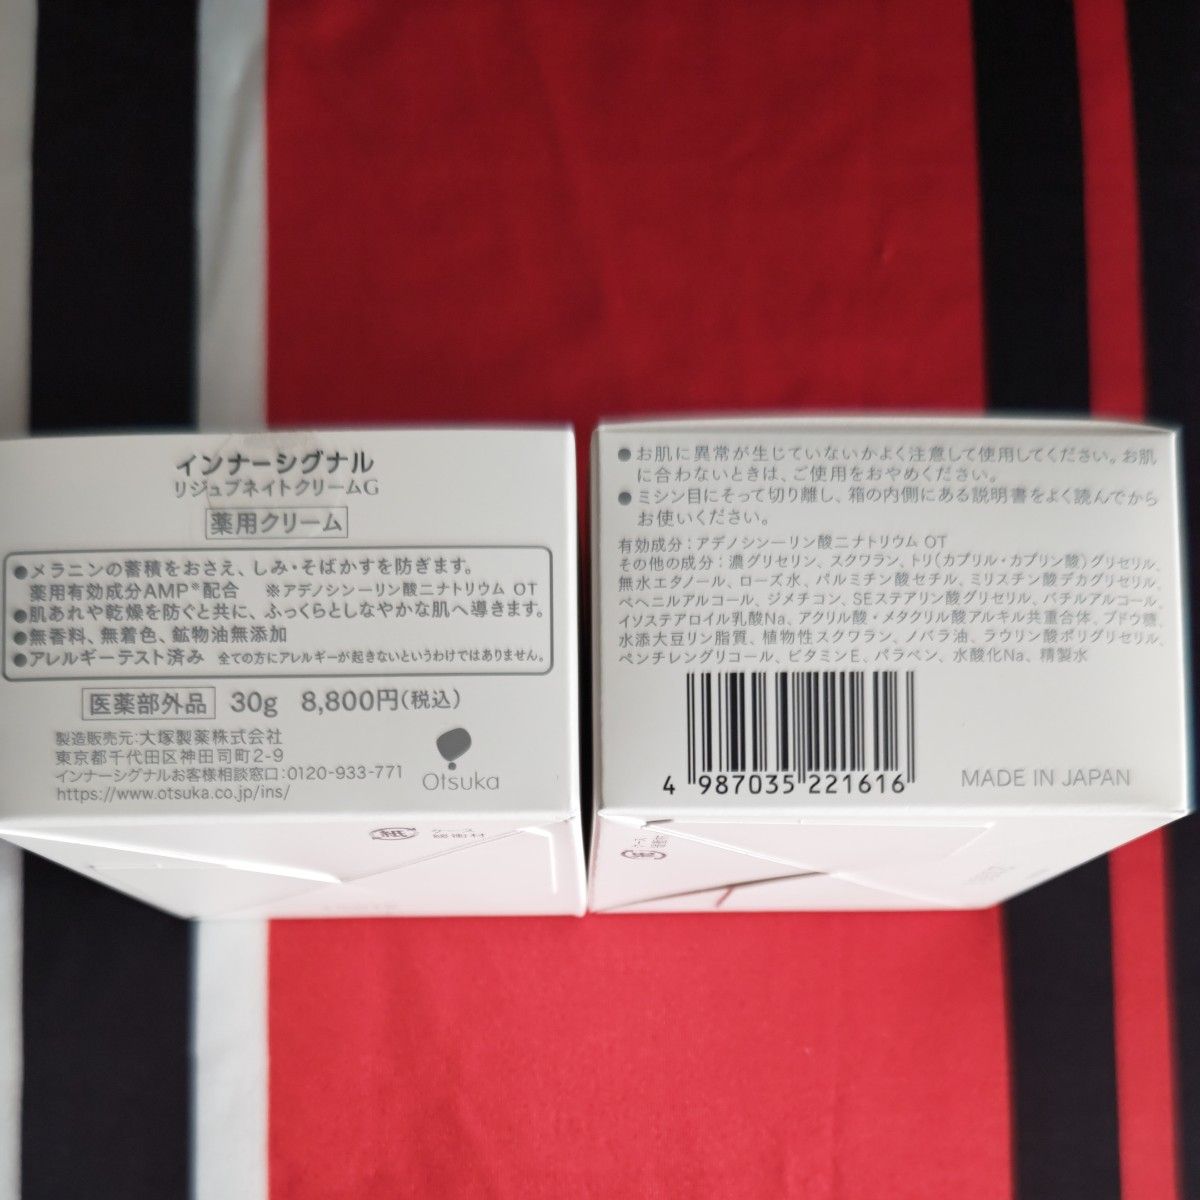 インナーシグナル
リジュブネイトクリームG
薬用クリーム
●メラニンの蓄積をおさえ、しみ・そばかすを防ぎます。
薬用有効成分AMP※配合 ※アデノシン一リン酸二ナトリウム OT
●肌あれや乾燥を防ぐと共に、ふっくらとしなやかな肌へ導きます。
●無香料、無着色、鉱物油無添加
●アレルギーテスト済み 全ての方にアレルギーが起きないというわけではありません。
医薬部外品 30g 8,800円(税込)
製造販売元:大塚製薬株式会社
東京都千代田区神田司町2-9
インナーシグナルお客様相談窓口:0120-933-771
https://www.otsuka.co.jp/ins/
Otsuka
紙 ケース
緩衝材
●お肌に異常が生じていないかよく注意して使用してください。お肌
に合わないときは、ご使用をおやめください。
●ミシン目にそって切り離し、箱の内側にある説明書をよく読んでから
お使いください。
有効成分:アデノシン一リン酸二ナトリウム OT
その他の成分:濃グリセリン、スクワラン、トリ(カプリル・カプリン酸)グリセリル、
無水エタノール、ローズ水、パルミチン酸セチル、ミリスチン酸デカグリセリル、
ベヘニルアルコール、ジメチコン、SEステアリン酸グリセリル、バチルアルコール、
イソステアロイル乳酸Na、アクリル酸・メタクリル酸アルキル共重合体、ブドウ糖、
水添大豆リン脂質、植物性スクワラン、ノバラ油、ラウリン酸ポリグリセリル、
ペンチレングリコール、ビタミンE、パラベン、水酸化Na、精製水
4 987035 221616
MADE IN JAPAN